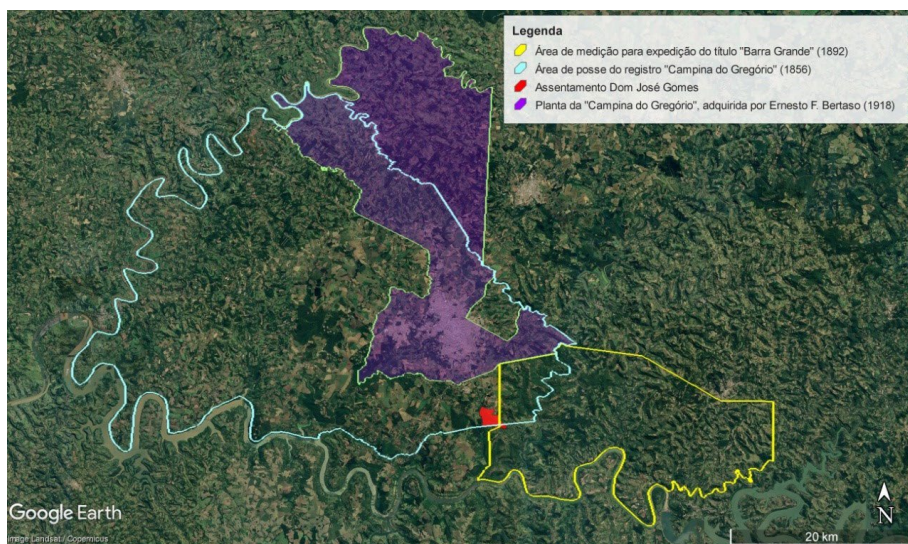 Legenda
Área de medição para expedição do título "Barra Grande" (1892)
Área de posse do registro "Campina do Gregório" (1856)
Assentamento Dom José Gomes
Planta da "Campina do Gregório", adquirida por Ernesto F. Bertaso (1918)
Google Earth
Image Landsat / Copernicus
N
20 km